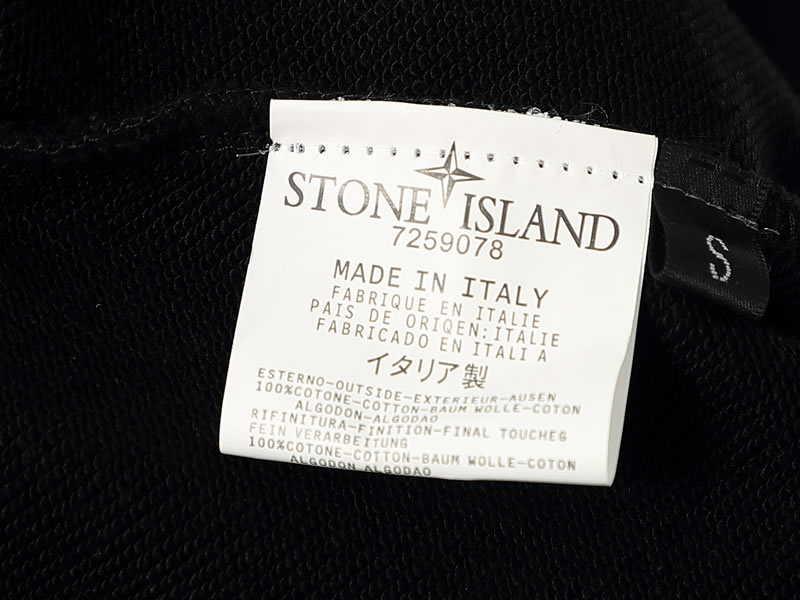 STONE ISLAND
7259078
MADE IN ITALY
FABRIQUE EN ITALIE
PAIS DE ORIQEN:ITALIE
FABRICADO EN ITALI A
イタリア製
ESTERNO-OUTSIDE-EXTERIEUR-AUSEN
100%COTONE-COTTON-BAUM WOLLE-COTON
ALGODON-ALGODAO
RIFINITURA-FINITION-FINAL TOUCHEG
FEIN VERARBEITUNG
100%COTONE-COTTON-BAUM WOLLE-COTON
ALGODON ALGODAO
S